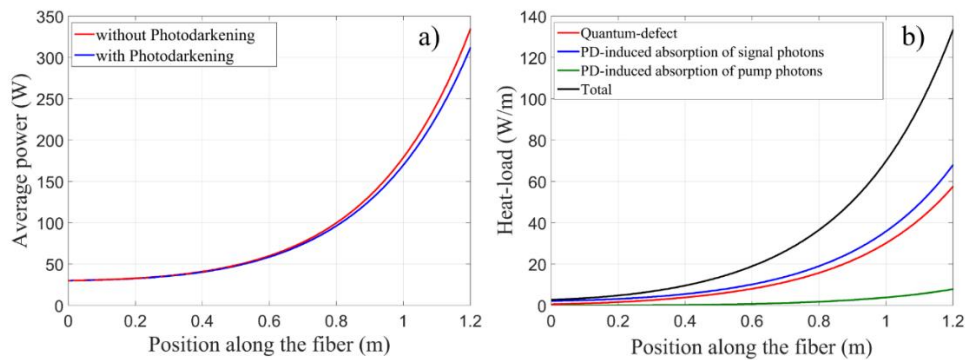 350
300
250
200
150
100
50
0
Average power (W)
without Photodarkening
with Photodarkening
a)
0 0.2 0.4 0.6 0.8 1 1.2
Position along the fiber (m)
140
120
100
80
60
40
20
0
Heat-load (W/m)
Quantum-defect
PD-induced absorption of signal photons
PD-induced absorption of pump photons
Total
b)
0 0.2 0.4 0.6 0.8 1 1.2
Position along the fiber (m)